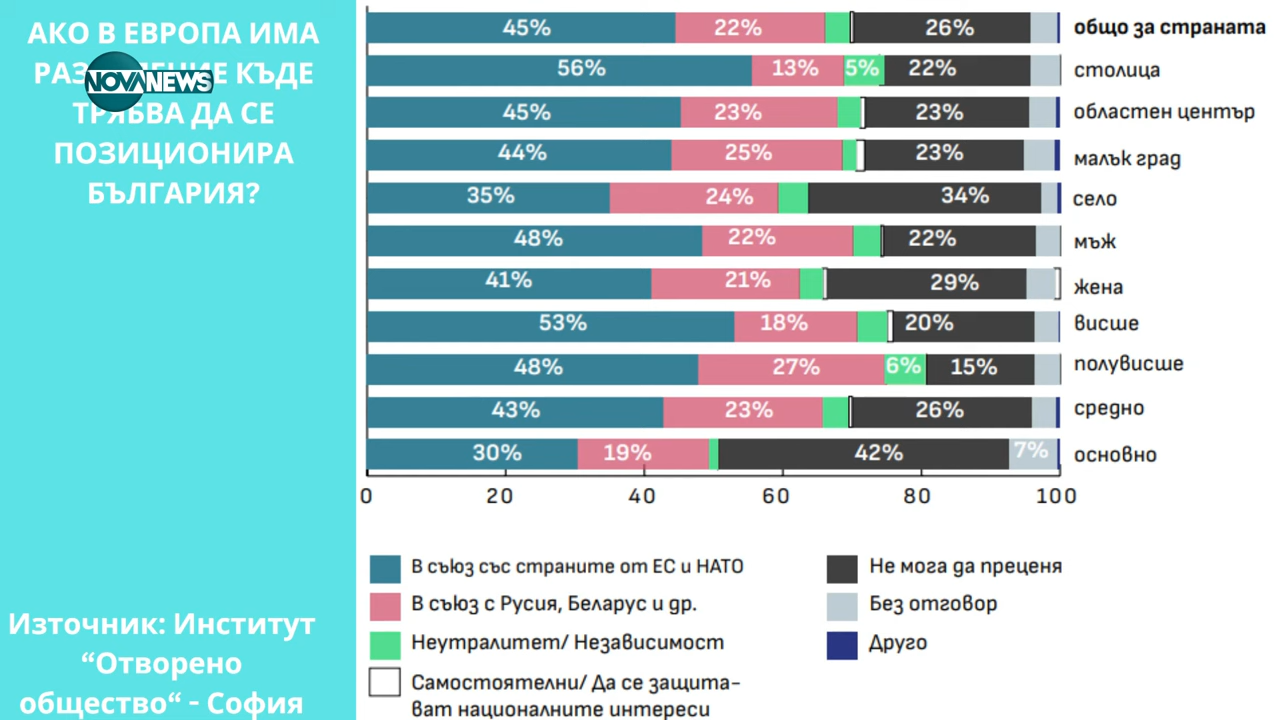 АКО В ЕВРОПА ИМА
КЪДЕ
ТРЯБВА ДА СЕ
ПОЗИЦИОНИРА
БЪЛГАРИЯ?
NOVANEWS
Източник: Институт
“Отворено
общество“ - София
45% 22% 26% общо за страната
56% 13% 5% 22% столица
45% 23% 23% областен център
44% 25% 23% малък град
35% 24% 34% село
48% 22% 22% мъж
41% 21% 29% жена
53% 18% 20% висше
48% 27% 6% 15% полувисше
43% 23% 26% средно
30% 19% 42% 7% основно
0 20 40 60 80 100
В съюз със страните от ЕС и НАТО
В съюз с Русия, Беларус и др.
Неутралитет/ Независимост
Самостоятелни/ Да се защита-
ват националните интереси
Не мога да преценя
Без отговор
Друго